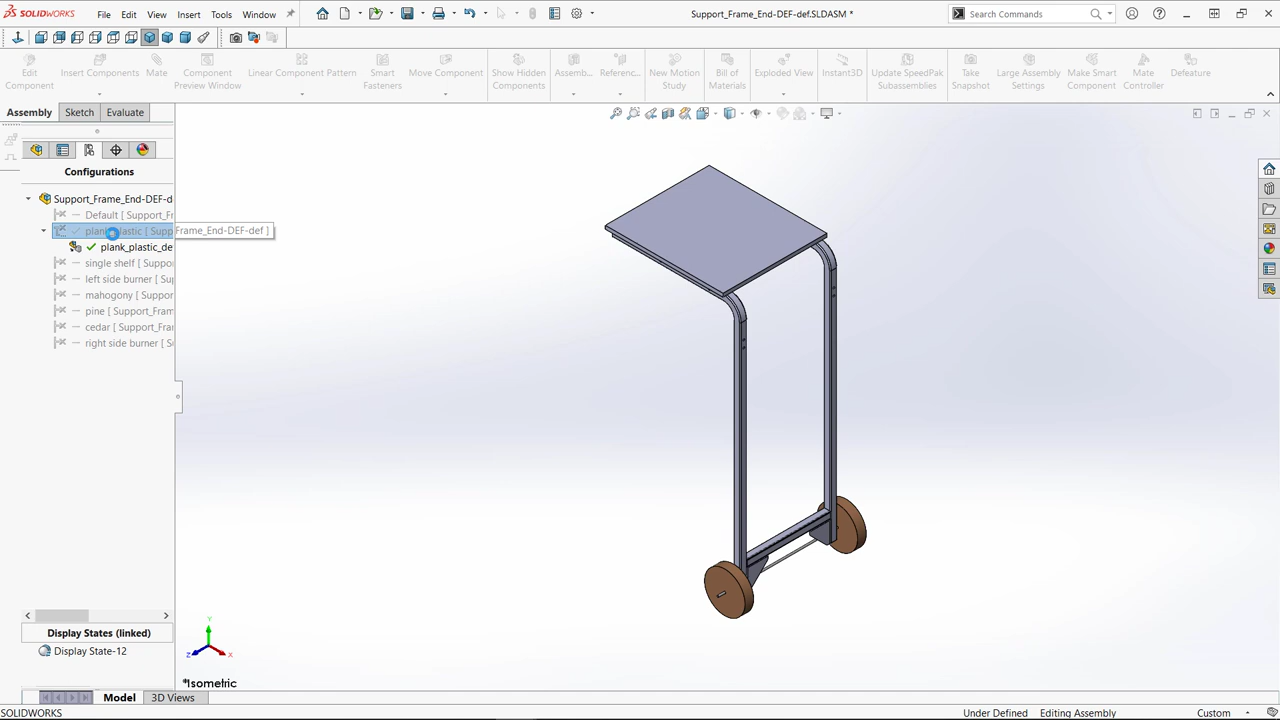 SOLIDWORKS File Edit View Insert Tools Window Support_Frame_End-DEF-def.SLDASM * Search Commands
Edit Component Insert Components Mate Component Preview Window Linear Component Pattern Smart Fasteners Move Component Show Hidden Components Assemb... Referenc... New Motion Study Bill of Materials Exploded View Instant3D Update SpeedPak Subassemblies Take Snapshot Large Assembly Settings Make Smart Component Mate Controller Defeature
Assembly Sketch Evaluate
Configurations
Support_Frame_End-DEF-d
Default [ Support_Fr
plank_plastic [ Supp Frame_End-DEF-def ]
plank_plastic_de
single shelf [ Suppo
left side burner [ Su
mahogony [ Suppor
pine [ Support_Fram
cedar [ Support_Frar
right side burner [ S
Display States (linked)
Display State-12
Y
Z X
*Isometric
Model 3D Views
SOLIDWORKS Under Defined Editing Assembly Custom